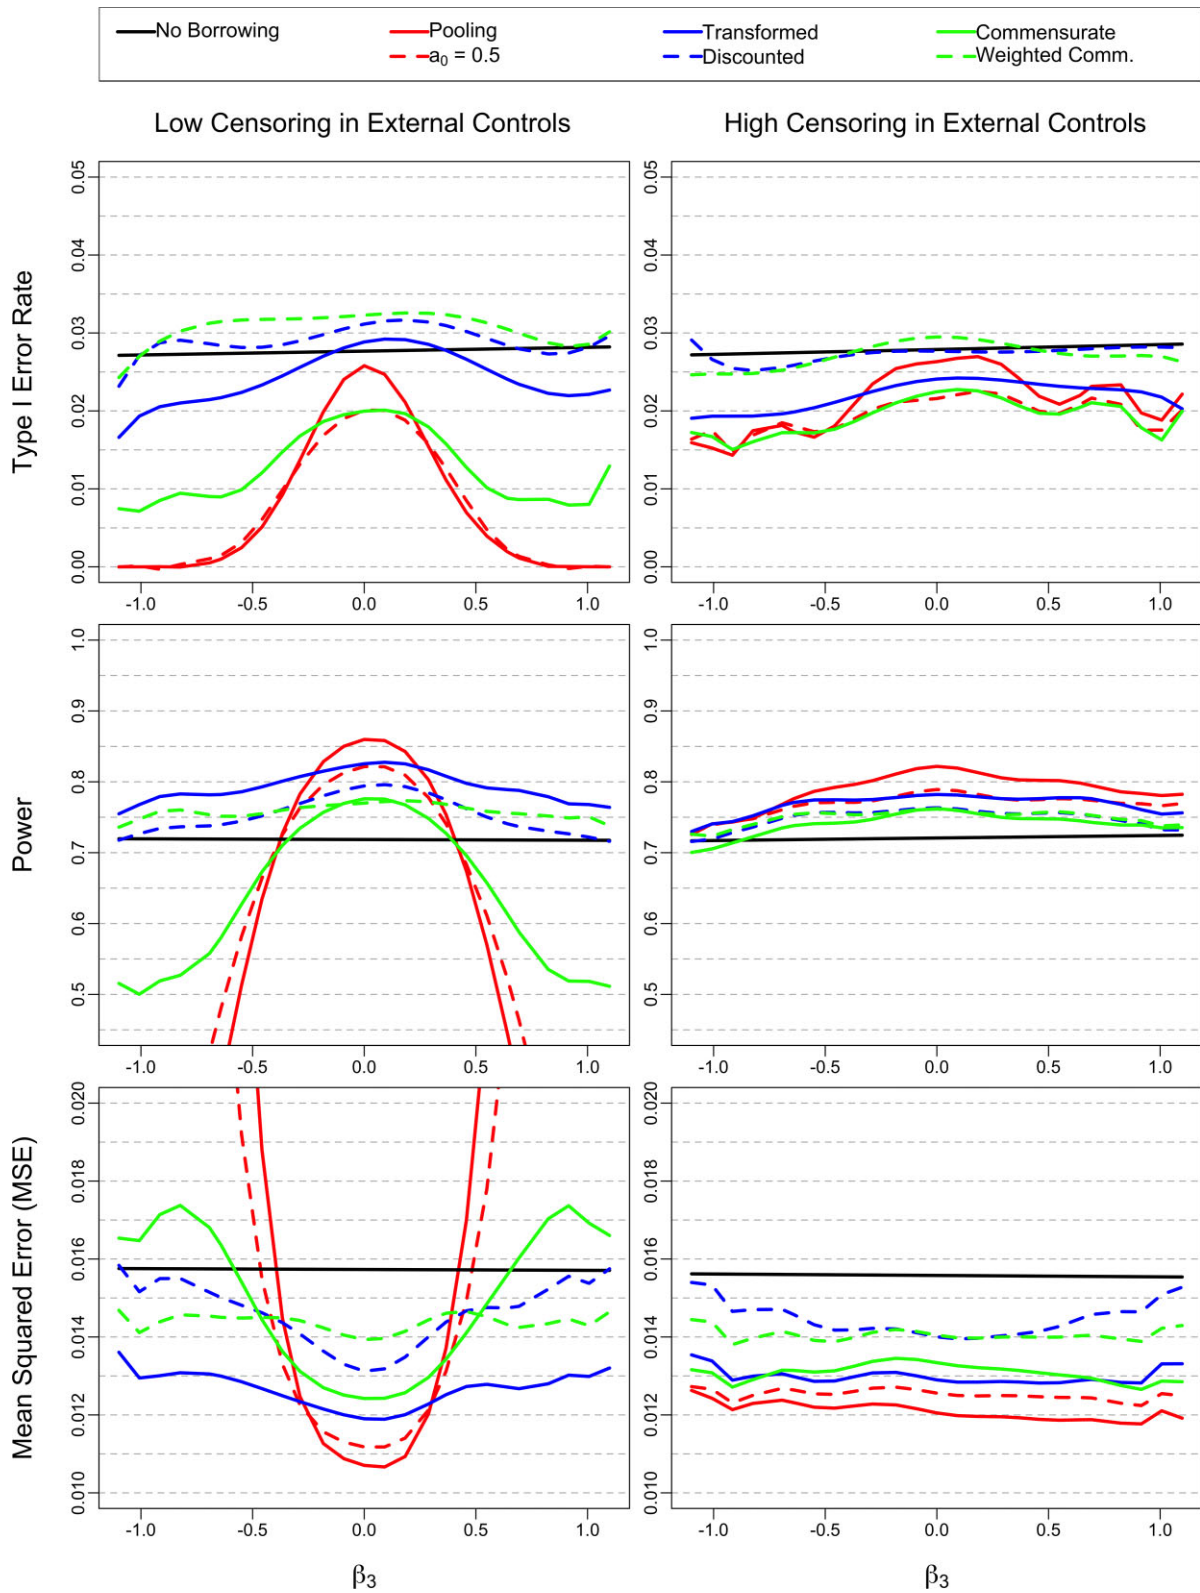 No Borrowing Pooling Transformed Commensurate
a₀ = 0.5 Discounted Weighted Comm.
Low Censoring in External Controls High Censoring in External Controls
Type I Error Rate
0.05
0.04
0.03
0.02
0.01
0.00
-1.0 -0.5 0.0 0.5 1.0
0.05
0.04
0.03
0.02
0.01
0.00
-1.0 -0.5 0.0 0.5 1.0
Power
1.0
0.9
0.8
0.7
0.6
0.5
-1.0 -0.5 0.0 0.5 1.0
1.0
0.9
0.8
0.7
0.6
0.5
-1.0 -0.5 0.0 0.5 1.0
Mean Squared Error (MSE)
0.020
0.018
0.016
0.014
0.012
0.010
-1.0 -0.5 0.0 0.5 1.0
0.020
0.018
0.016
0.014
0.012
0.010
-1.0 -0.5 0.0 0.5 1.0
β₃ β₃